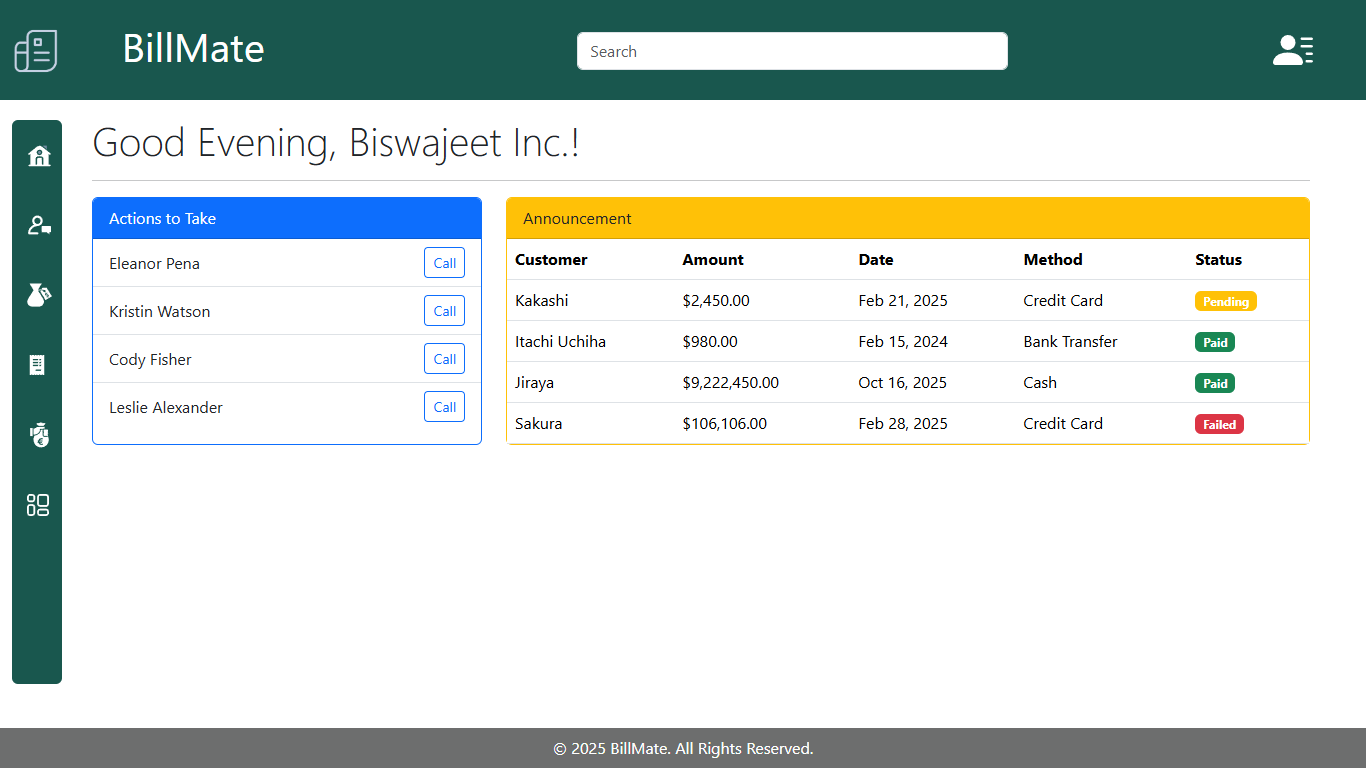 BillMate
Search
Good Evening, Biswajeet Inc.!
Actions to Take
Eleanor Pena Call
Kristin Watson Call
Cody Fisher Call
Leslie Alexander Call
Announcement
Customer Amount Date Method Status
Kakashi $2,450.00 Feb 21, 2025 Credit Card Pending
Itachi Uchiha $980.00 Feb 15, 2024 Bank Transfer Paid
Jiraya $9,222,450.00 Oct 16, 2025 Cash Paid
Sakura $106,106.00 Feb 28, 2025 Credit Card Failed
© 2025 BillMate. All Rights Reserved.